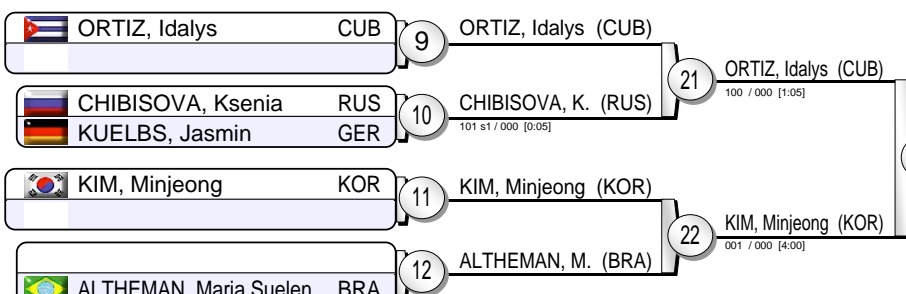 ORTIZ, Idalys CUB
9
ORTIZ, Idalys (CUB)
21
ORTIZ, Idalys (CUB)
100 / 000 [1:05]
CHIBISOVA, Ksenia RUS
KUELBS, Jasmin GER
10
CHIBISOVA, K. (RUS)
101 s1 / 000 [0:05]
KIM, Minjeong KOR
11
KIM, Minjeong (KOR)
22
KIM, Minjeong (KOR)
001 / 000 [4:00]
12
ALTHEMAN, M. (BRA)
ALTHEMAN, Maria Suelen BRA